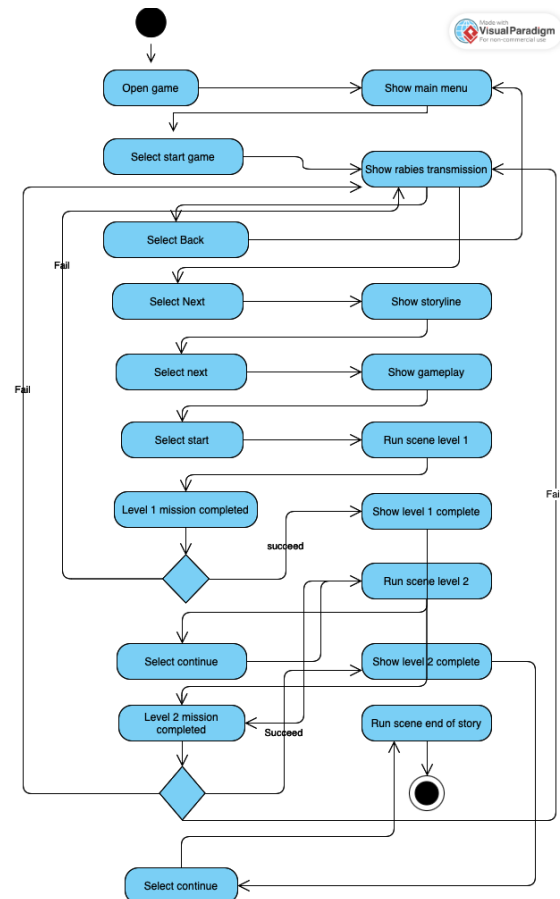 Made with
VisualParadigm
For non-commercial use
Open game
Show main menu
Select start game
Show rabies transmission
Select Back
Fail
Select Next
Show storyline
Select next
Show gameplay
Fail
Select start
Run scene level 1
Level 1 mission completed
Fai
Show level 1 complete
succeed
Run scene level 2
Select continue
Show level 2 complete
Level 2 mission
completed
Succeed
Run scene end of story
Select continue